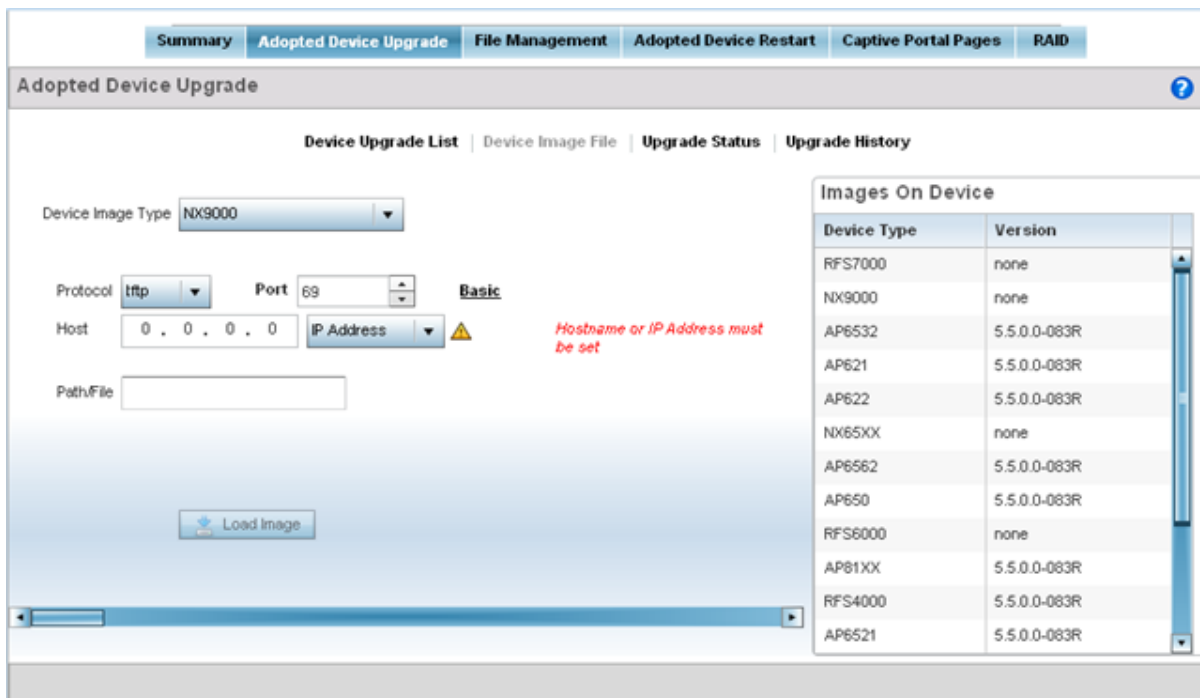 Summary Adopted Device Upgrade File Management Adopted Device Restart Captive Portal Pages RAID
Adopted Device Upgrade ?
Device Upgrade List Device Image File Upgrade Status Upgrade History
Device Image Type NX9000
Protocol tftp Port 69 Basic
Host 0 . 0 . 0 . 0 IP Address Hostname or IP Address must
be set
Path/File
Load Image
Images On Device
Device Type Version
RFS7000 none
NX9000 none
AP6532 5.5.0.0-083R
AP621 5.5.0.0-083R
AP622 5.5.0.0-083R
NX65XX none
AP6562 5.5.0.0-083R
AP650 5.5.0.0-083R
RFS6000 none
AP81XX 5.5.0.0-083R
RFS4000 5.5.0.0-083R
AP6521 5.5.0.0-083R